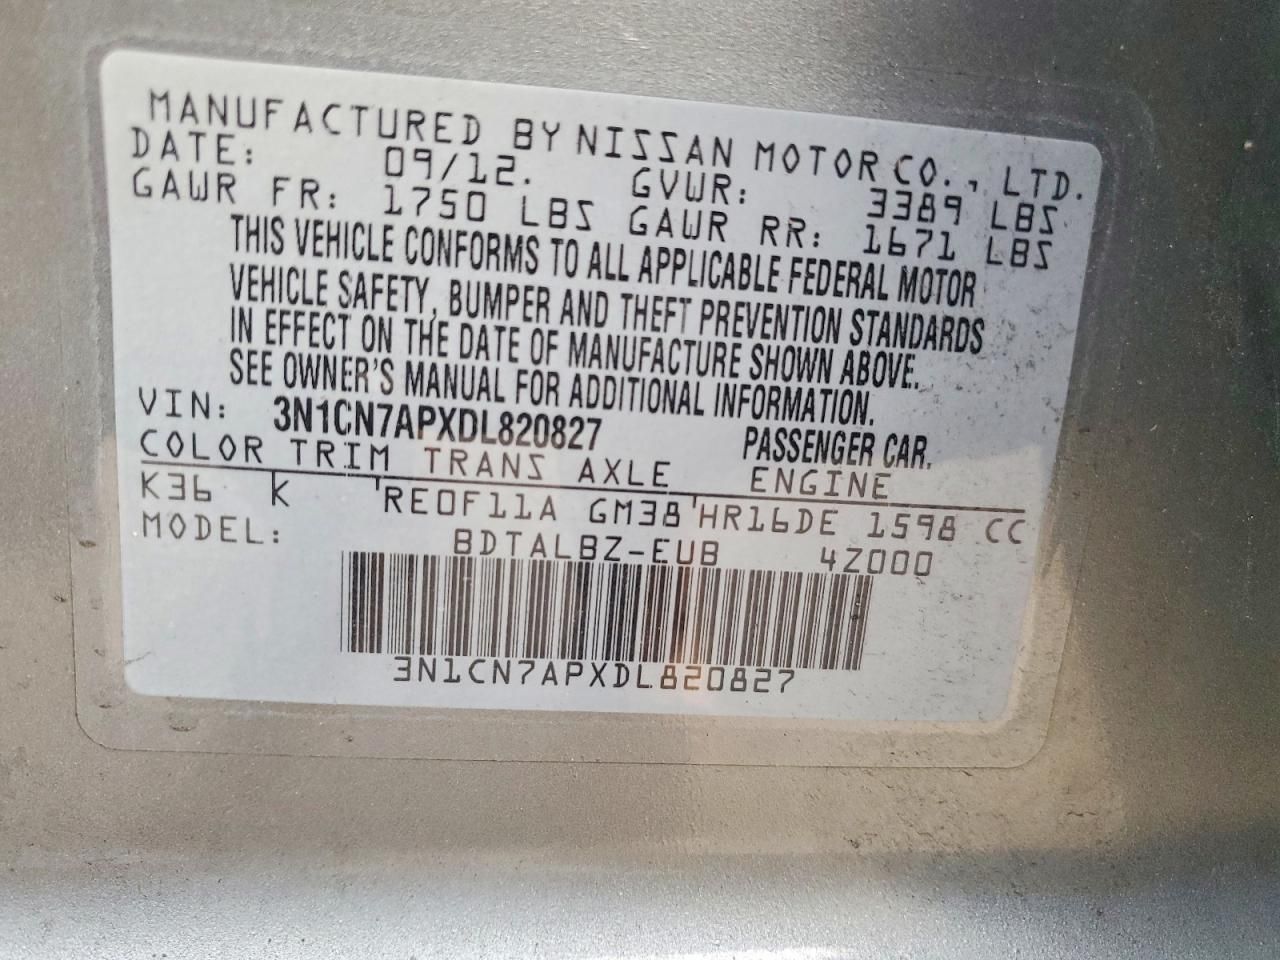 MANUFACTURED BY NISSAN MOTOR CO., LTD.
DATE: 09/12. GVWR: 3389 LBS
GAWR FR: 1750 LBS GAWR RR: 1671 LBS
THIS VEHICLE CONFORMS TO ALL APPLICABLE FEDERAL MOTOR
VEHICLE SAFETY, BUMPER AND THEFT PREVENTION STANDARDS
IN EFFECT ON THE DATE OF MANUFACTURE SHOWN ABOVE.
SEE OWNER'S MANUAL FOR ADDITIONAL INFORMATION.
VIN: 3N1CN7APXDL820827 PASSENGER CAR.
COLOR TRIM TRANS AXLE ENGINE
K36 K 'RE0F11A GM38'HR16DE 1598 CC
MODEL: BDTALBZ-EUB 4Z000
3N1CN7APXDL820827